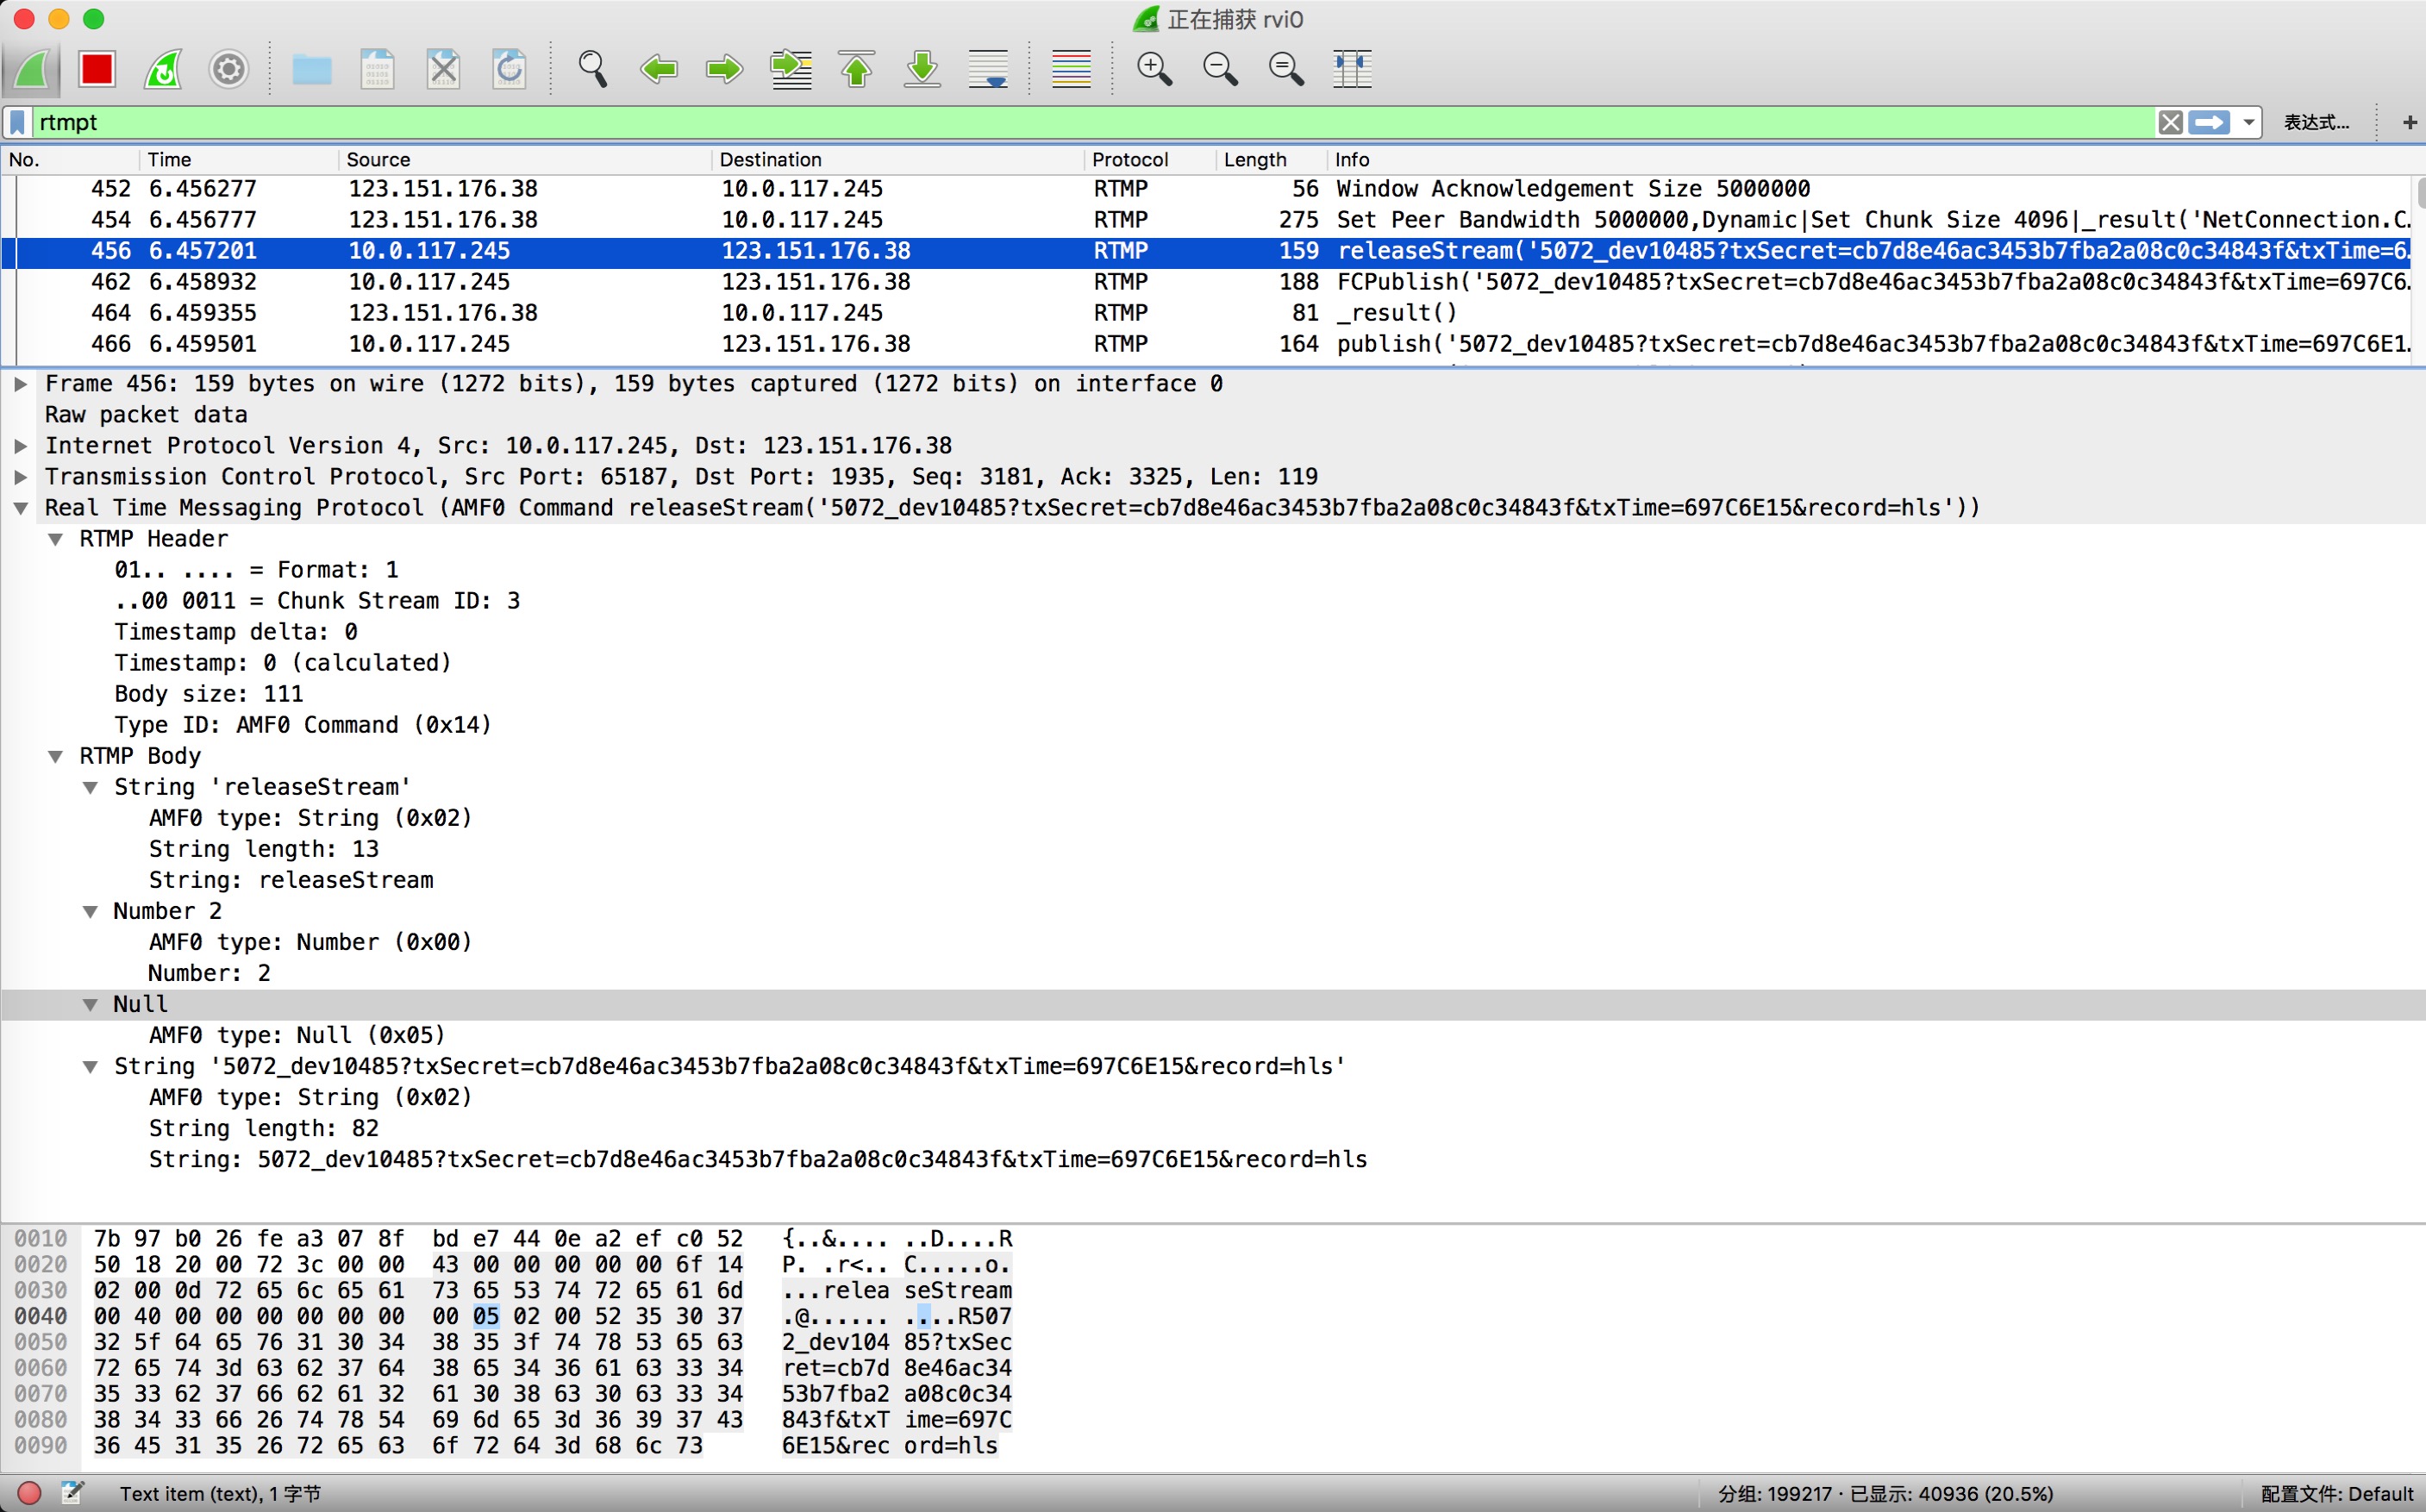 正在捕获 rvi0
rtmpt
表达式...
+
No. Time Source Destination Protocol Length Info
452 6.456277 123.151.176.38 10.0.117.245 RTMP 56 Window Acknowledgement Size 5000000
454 6.456777 123.151.176.38 10.0.117.245 RTMP 275 Set Peer Bandwidth 5000000,Dynamic|Set Chunk Size 4096|_result('NetConnection.C…
456 6.457201 10.0.117.245 123.151.176.38 RTMP 159 releaseStream('5072_dev10485?txSecret=cb7d8e46ac3453b7fba2a08c0c34843f&txTime=6…
462 6.458932 10.0.117.245 123.151.176.38 RTMP 188 FCPublish('5072_dev10485?txSecret=cb7d8e46ac3453b7fba2a08c0c34843f&txTime=697C6…
464 6.459355 123.151.176.38 10.0.117.245 RTMP 81 _result()
466 6.459501 10.0.117.245 123.151.176.38 RTMP 164 publish('5072_dev10485?txSecret=cb7d8e46ac3453b7fba2a08c0c34843f&txTime=697C6E1…
Frame 456: 159 bytes on wire (1272 bits), 159 bytes captured (1272 bits) on interface 0
Raw packet data
Internet Protocol Version 4, Src: 10.0.117.245, Dst: 123.151.176.38
Transmission Control Protocol, Src Port: 65187, Dst Port: 1935, Seq: 3181, Ack: 3325, Len: 119
Real Time Messaging Protocol (AMF0 Command releaseStream('5072_dev10485?txSecret=cb7d8e46ac3453b7fba2a08c0c34843f&txTime=697C6E15&record=hls'))
RTMP Header
01.. .... = Format: 1
..00 0011 = Chunk Stream ID: 3
Timestamp delta: 0
Timestamp: 0 (calculated)
Body size: 111
Type ID: AMF0 Command (0x14)
RTMP Body
String 'releaseStream'
AMF0 type: String (0x02)
String length: 13
String: releaseStream
Number 2
AMF0 type: Number (0x00)
Number: 2
Null
AMF0 type: Null (0x05)
String '5072_dev10485?txSecret=cb7d8e46ac3453b7fba2a08c0c34843f&txTime=697C6E15&record=hls'
AMF0 type: String (0x02)
String length: 82
String: 5072_dev10485?txSecret=cb7d8e46ac3453b7fba2a08c0c34843f&txTime=697C6E15&record=hls
0010 7b 97 b0 26 fe a3 07 8f bd e7 44 0e a2 ef c0 52 {..&.... ..D....R
0020 50 18 20 00 72 3c 00 00 43 00 00 00 00 00 6f 14 P. .r<.. C.....o.
0030 02 00 0d 72 65 6c 65 61 73 65 53 74 72 65 61 6d ...relea seStream
0040 00 40 00 00 00 00 00 00 00 05 02 00 52 35 30 37 .@...... ....R507
0050 32 5f 64 65 76 31 30 34 38 35 3f 74 78 53 65 63 2_dev104 85?txSec
0060 72 65 74 3d 63 62 37 64 38 65 34 36 61 63 33 34 ret=cb7d 8e46ac34
0070 35 33 62 37 66 62 61 32 61 30 38 63 30 63 33 34 53b7fba2 a08c0c34
0080 38 34 33 66 26 74 78 54 69 6d 65 3d 36 39 37 43 843f&txT ime=697C
0090 36 45 31 35 26 72 65 63 6f 72 64 3d 68 6c 73 6E15&rec ord=hls
Text item (text), 1 字节 分组: 199217 · 已显示: 40936 (20.5%) 配置文件: Default